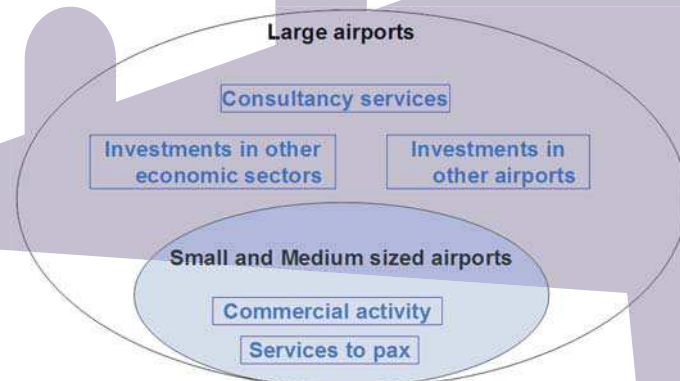 Large airports
Consultancy services
Investments in other
economic sectors
Investments in
other airports
Small and Medium sized airports
Commercial activity
Services to pax